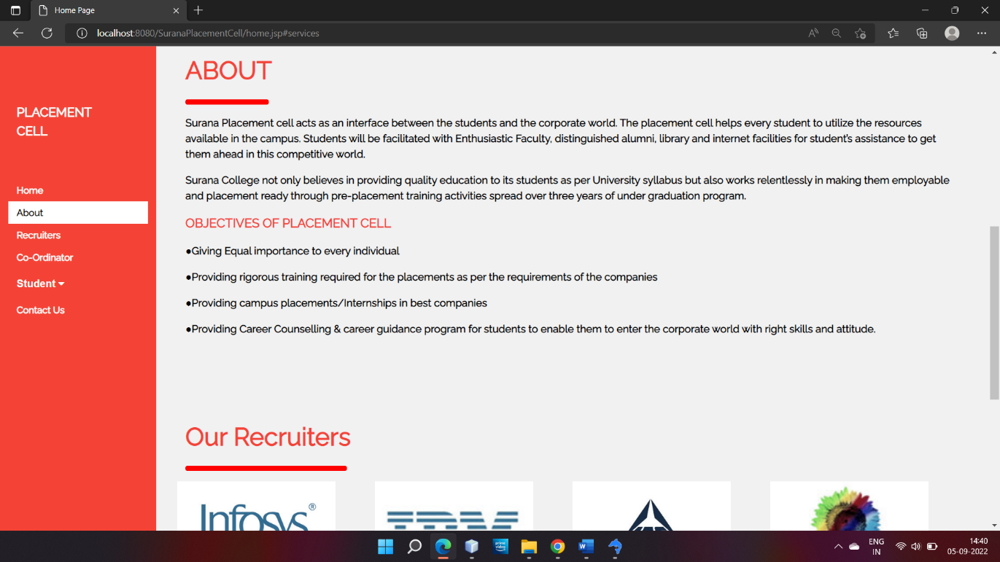 Home Page
localhost:8080/SuranaPlacementCell/home.jsp#services
PLACEMENT
CELL
Home
About
Recruiters
Co-Ordinator
Student
Contact Us
ABOUT
Surana Placement cell acts as an interface between the students and the corporate world. The placement cell helps every student to utilize the resources
available in the campus. Students will be facilitated with Enthusiastic Faculty, distinguished alumni, library and internet facilities for student's assistance to get
them ahead in this competitive world.
Surana College not only believes in providing quality education to its students as per University syllabus but also works relentlessly in making them employable
and placement ready through pre-placement training activities spread over three years of under graduation program.
OBJECTIVES OF PLACEMENT CELL
●Giving Equal importance to every individual
●Providing rigorous training required for the placements as per the requirements of the companies
●Providing campus placements/Internships in best companies
●Providing Career Counselling & career guidance program for students to enable them to enter the corporate world with right skills and attitude.
Our Recruiters
Infosys®
IBM
prime video
W
ENG
IN
14:40
05-09-2022